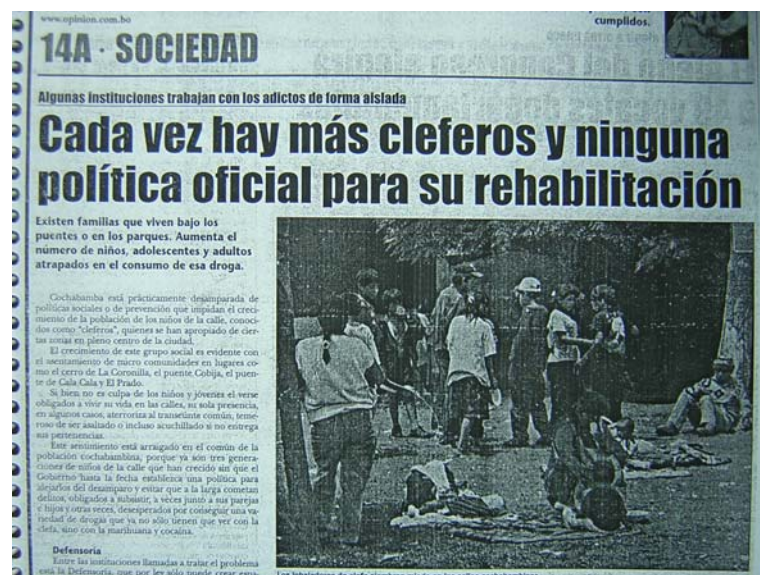 www.opinion.com.bo
cumplidos.
14A · SOCIEDAD
Algunas instituciones trabajan con los adictos de forma aislada
Cada vez hay más cleferos y ninguna
política oficial para su rehabilitación
Existen familias que viven bajo los
puentes o en los parques. Aumenta el
número de niños, adolescentes y adultos
atrapados en el consumo de esa droga.
Cochabamba está prácticamente desamparada de
políticas sociales o de prevención que impidan el creci-
miento de la población de los niños de la calle, conoci-
dos como "cleferos", quienes se han apropiado de cier-
tas zonas en pleno centro de la ciudad.
El crecimiento de este grupo social es evidente con
el asentamiento de micro comunidades en lugares co-
mo el cerro de La Coronilla, el puente Cobija, el puen-
te de Cala Cala y El Prado.
Si bien no es culpa de los niños y jóvenes el verse
obligados a vivir su vida en las calles, su sola presencia,
en algunos casos, aterroriza al transeúnte común, teme-
roso de ser asaltado o incluso acuchillado si no entrega
sus pertenencias.
Este sentimiento está arraigado en el común de la
población cochabambina, porque ya son tres genera-
ciones de niños de la calle que han crecido sin que el
Gobierno hasta la fecha establezca una política para
alejarlos del desamparo y evitar que a la larga cometan
delitos, obligados a subsistir, a veces junto a sus parejas
e hijos y otras veces, desesperados por conseguir una va-
riedad de drogas que ya no sólo tienen que ver con la
clefa, sino con la marihuana y cocaína.
Defensoría
Entre las instituciones llamadas a tratar el problema
está la Defensoría, que por ley sólo puede crear